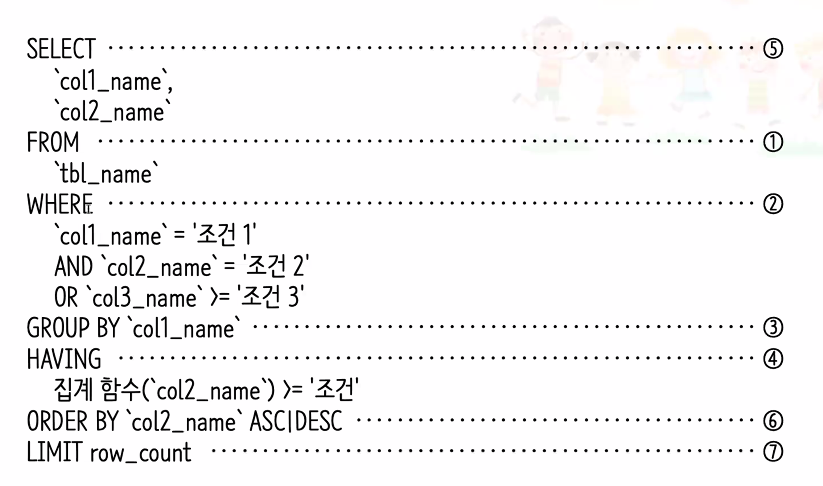 SELECT ⑤
`col1_name`,
`col2_name`
FROM ①
`tbl_name`
WHERE ②
`col1_name` = '조건 1'
AND `col2_name` = '조건 2'
OR `col3_name` >= '조건 3'
GROUP BY `col1_name` ③
HAVING ④
집계 함수(`col2_name`) >= '조건'
ORDER BY `col2_name` ASC|DESC ⑥
LIMIT row_count ⑦